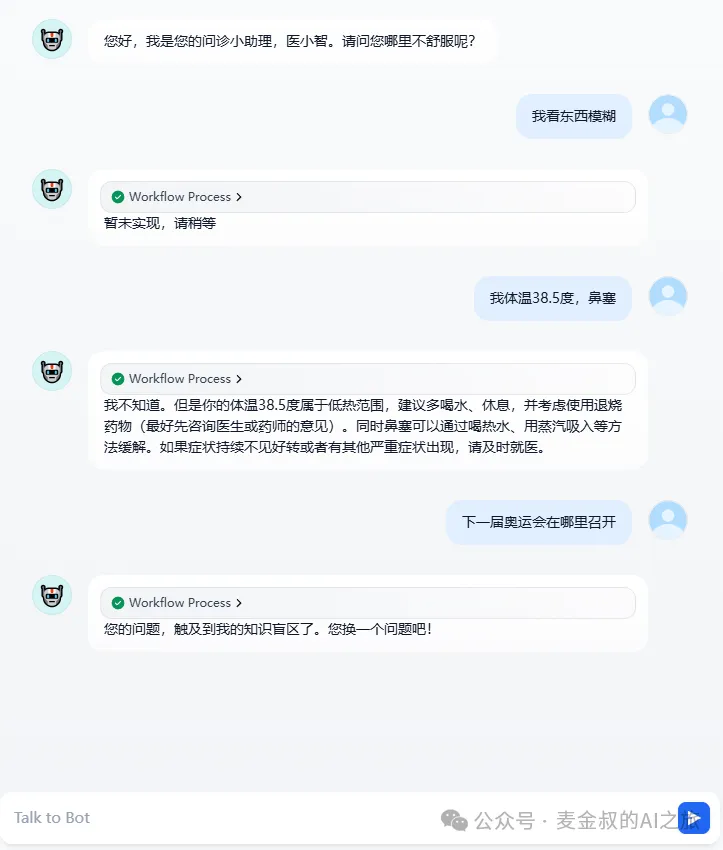 您好，我是您的问诊小助理，医小智。请问您哪里不舒服呢？
我看东西模糊
Workflow Process
暂未实现，请稍等
我体温38.5度，鼻塞
Workflow Process
我不知道。但是你的体温38.5度属于低热范围，建议多喝水、休息，并考虑使用退烧
药物（最好先咨询医生或药师的意见）。同时鼻塞可以通过喝热水、用蒸汽吸入等方
法缓解。如果症状持续不见好转或者有其他严重症状出现，请及时就医。
下一届奥运会在哪里召开
Workflow Process
您的问题，触及到我的知识盲区了。您换一个问题吧！
Talk to Bot
公众号 · 麦金叔的AI之旅